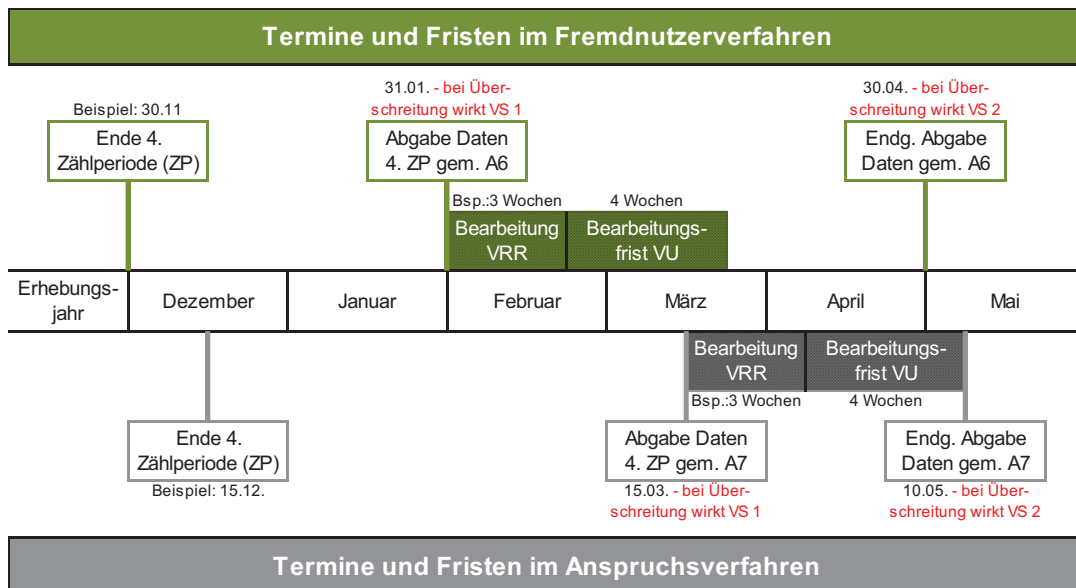 Termine und Fristen im Fremdnutzerverfahren
Beispiel: 30.11
Ende 4.
Zählperiode (ZP)
31.01. - bei Über-
schreitung wirkt VS 1
Abgabe Daten
4. ZP gem. A6
30.04. - bei Über-
schreitung wirkt VS 2
Endg. Abgabe
Daten gem. A6
Bsp.:3 Wochen
4 Wochen
Bearbeitung
VRR
Bearbeitungs-
frist VU
Erhebungs-
jahr
Dezember
Januar
Februar
März
April
Mai
Bearbeitung
VRR
Bearbeitungs-
frist VU
Bsp.:3 Wochen
4 Wochen
Ende 4.
Zählperiode (ZP)
Beispiel: 15.12.
Abgabe Daten
4. ZP gem. A7
15.03. - bei Über-
schreitung wirkt VS 1
Endg. Abgabe
Daten gem. A7
10.05. - bei Über-
schreitung wirkt VS 2
Termine und Fristen im Anspruchsverfahren